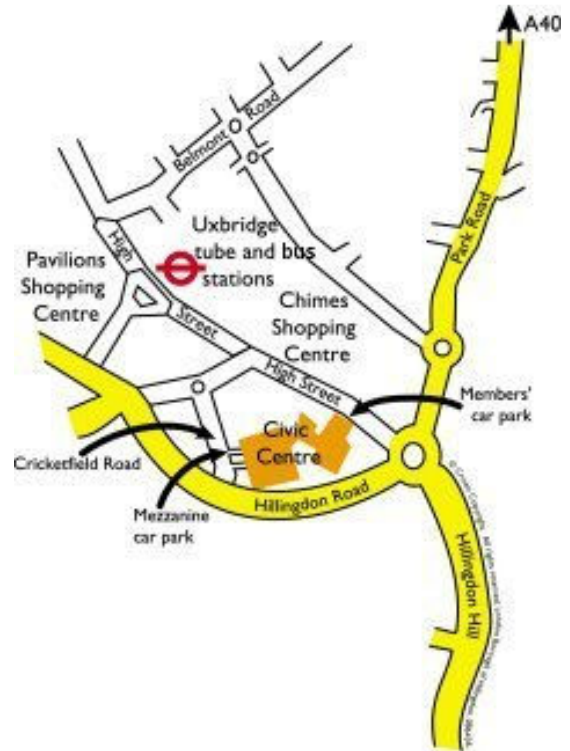 A40
Belmont
Road
Uxbridge
tube and bus
stations
High
Street
Pavilions
Shopping
Centre
Chimes
Shopping
Centre
Park Road
High Street
Members'
car park
Civic
Centre
Cricketfield Road
Mezzanine
car park
Hillingdon Road
Hillingdon Hill